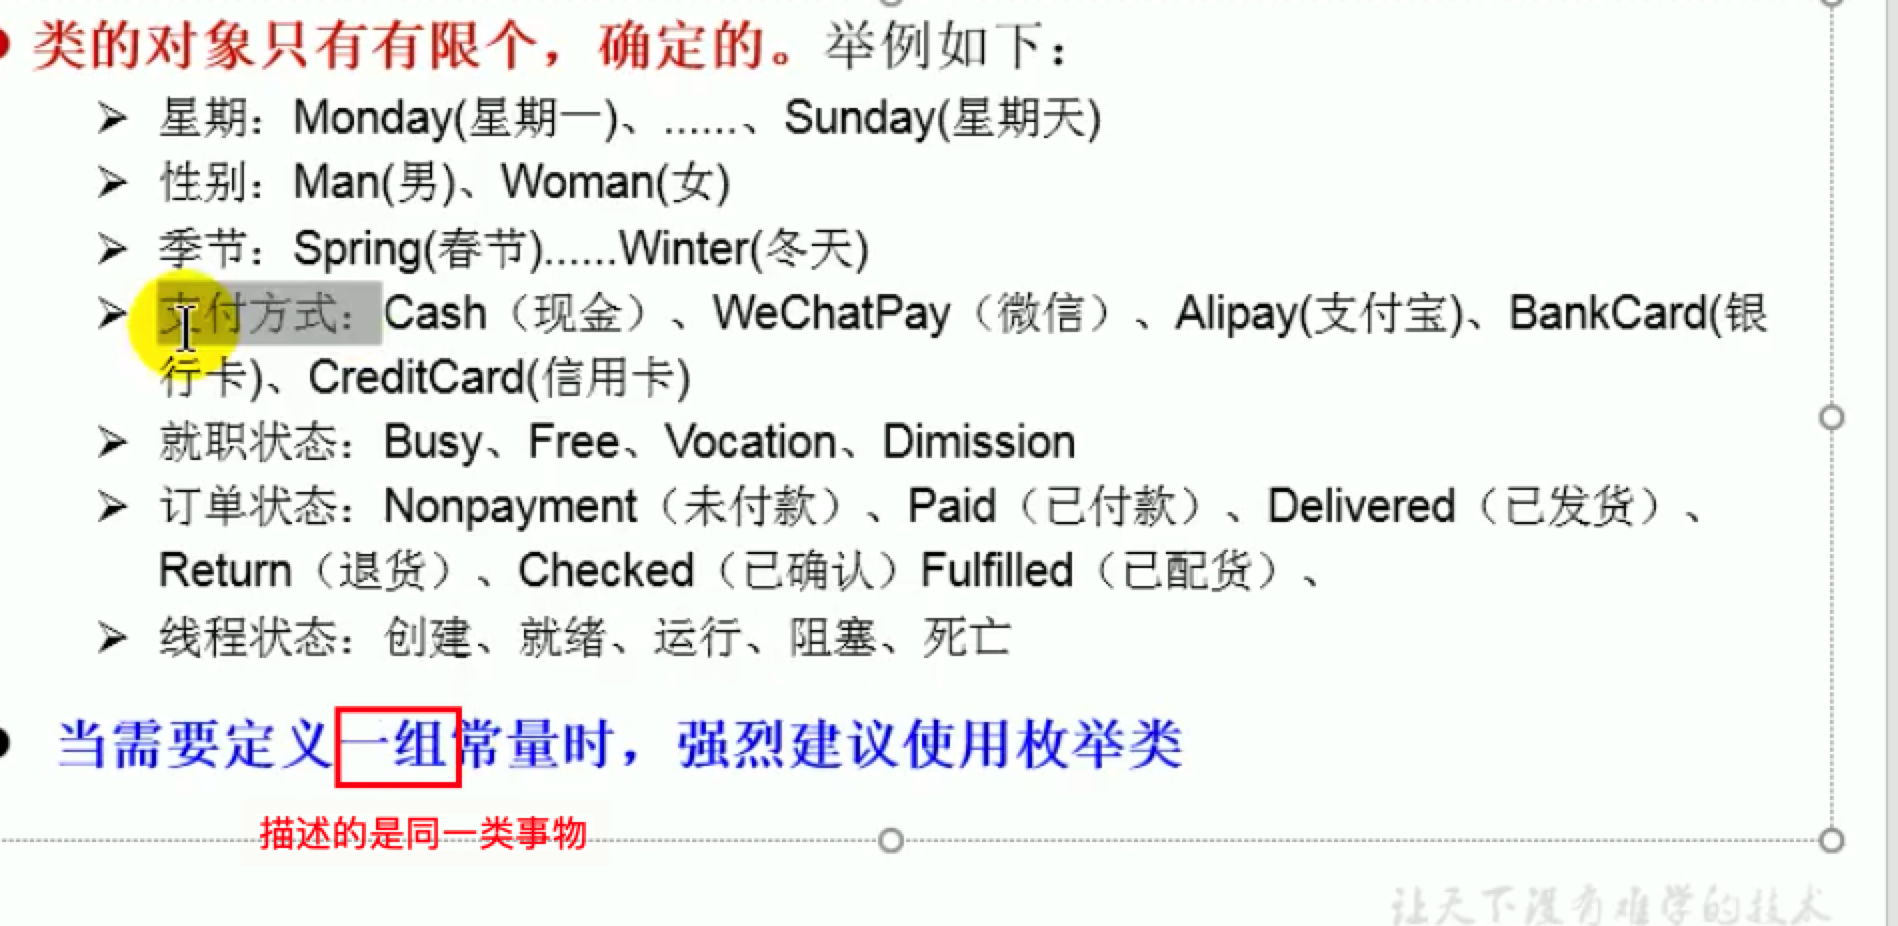 类的对象只有有限个，确定的。举例如下：
星期：Monday(星期一)、......、Sunday(星期天)
性别：Man(男)、Woman(女)
季节：Spring(春节)......Winter(冬天)
支付方式：Cash（现金）、WeChatPay（微信）、Alipay(支付宝)、BankCard(银
行卡)、CreditCard(信用卡)
就职状态：Busy、Free、Vocation、Dimission
订单状态：Nonpayment（未付款）、Paid（已付款）、Delivered（已发货）、
Return（退货）、Checked（已确认）Fulfilled（已配货）、
线程状态：创建、就绪、运行、阻塞、死亡
当需要定义一组常量时，强烈建议使用枚举类
描述的是同一类事物
让天下没有难学的技术